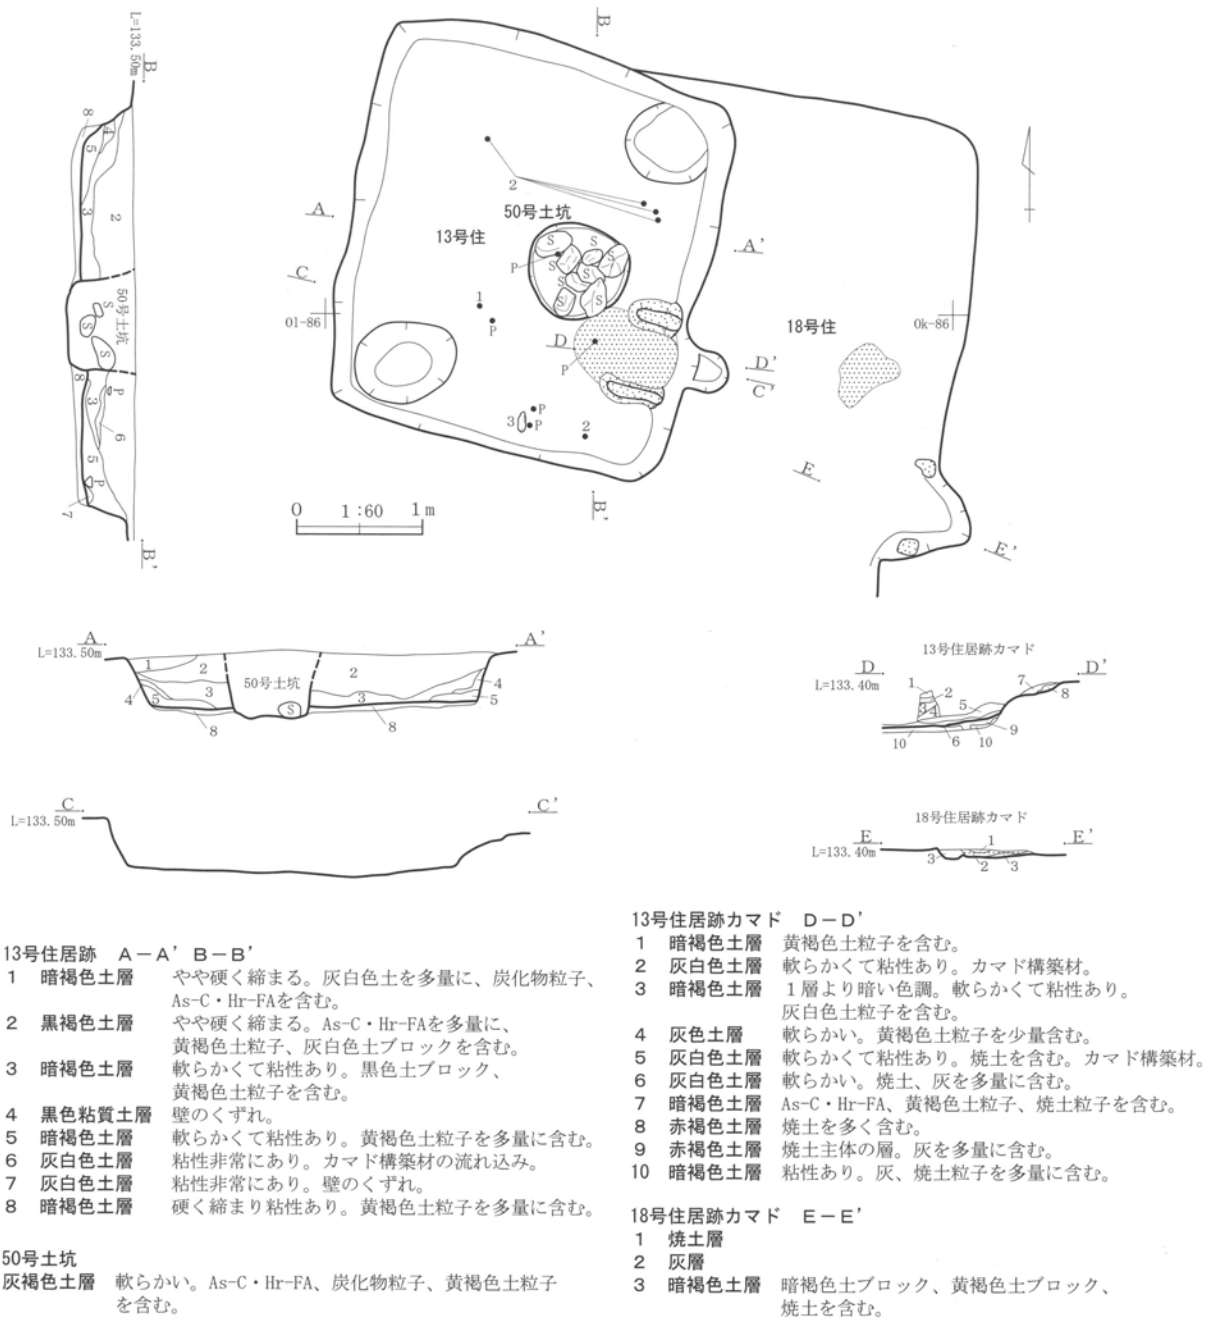 L=133.50m
B
B'
8
4
5
3
2
50号土坑
S
S
S
8
3
P
6
5
P
7
B
B'
A
A'
C
C'
D
D'
E
E'
2
50号土坑
13号住
18号住
S
S
S
S
S
S
S
S
P
1
P
P
3
P
P
2
Ol-86
Ok-86
0 1:60 1m
A
A'
L=133.50m
1
2
2
3
3
50号土坑
S
4
5
4
5
8
8
C
C'
L=133.50m
13号住居跡カマド
D
D'
L=133.40m
1
2
3
4
5
7
8
9
10
6
10
18号住居跡カマド
E
E'
L=133.40m
1
3
2
3
13号住居跡 A－A' B－B'
1 暗褐色土層 やや硬く締まる。灰白色土を多量に、炭化物粒子、
As-C・Hr-FAを含む。
2 黒褐色土層 やや硬く締まる。As-C・Hr-FAを多量に、
黄褐色土粒子、灰白色土ブロックを含む。
3 暗褐色土層 軟らかくて粘性あり。黒色土ブロック、
黄褐色土粒子を含む。
4 黒色粘質土層 壁のくずれ。
5 暗褐色土層 軟らかくて粘性あり。黄褐色土粒子を多量に含む。
6 灰白色土層 粘性非常にあり。カマド構築材の流れ込み。
7 灰白色土層 粘性非常にあり。壁のくずれ。
8 暗褐色土層 硬く締まり粘性あり。黄褐色土粒子を多量に含む。
50号土坑
灰褐色土層 軟らかい。As-C・Hr-FA、炭化物粒子、黄褐色土粒子
を含む。
13号住居跡カマド D－D'
1 暗褐色土層 黄褐色土粒子を含む。
2 灰白色土層 軟らかくて粘性あり。カマド構築材。
3 暗褐色土層 １層より暗い色調。軟らかくて粘性あり。
灰白色土粒子を含む。
4 灰色土層 軟らかい。黄褐色土粒子を少量含む。
5 灰白色土層 軟らかくて粘性あり。焼土を含む。カマド構築材。
6 灰白色土層 軟らかい。焼土、灰を多量に含む。
7 暗褐色土層 As-C・Hr-FA、黄褐色土粒子、焼土粒子を含む。
8 赤褐色土層 焼土を多く含む。
9 赤褐色土層 焼土主体の層。灰を多量に含む。
10 暗褐色土層 粘性あり。灰、焼土粒子を多量に含む。
18号住居跡カマド E－E'
1 焼土層
2 灰層
3 暗褐色土層 暗褐色土ブロック、黄褐色土ブロック、
焼土を含む。